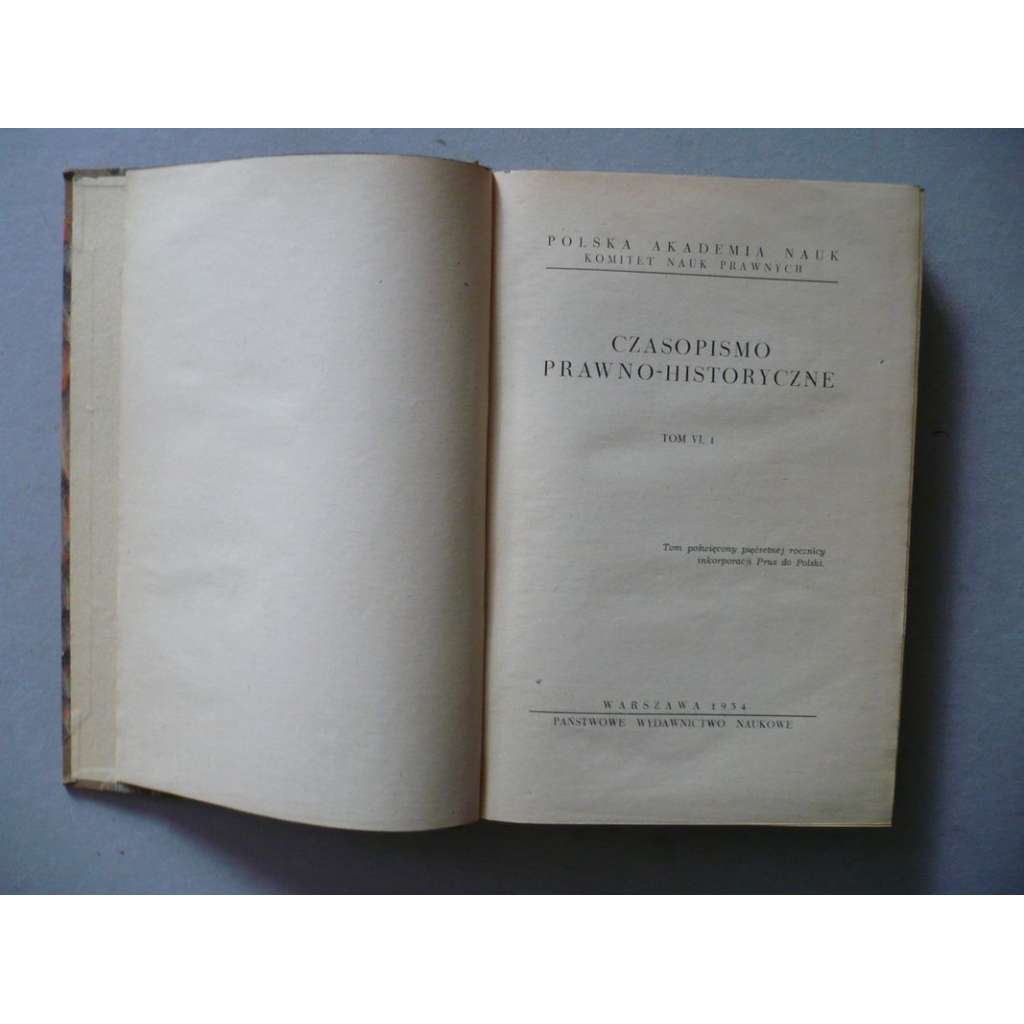 POLSKA AKADEMIA NAUK
KOMITET NAUK PRAWNYCH
CZASOPISMO
PRAWNO-HISTORYCZNE
TOM VI. 1
Tom poświęcony pięćsetnej rocznicy
inkorporacji Prus do Polski.
WARSZAWA 1954
PAŃSTWOWE WYDAWNICTWO NAUKOWE